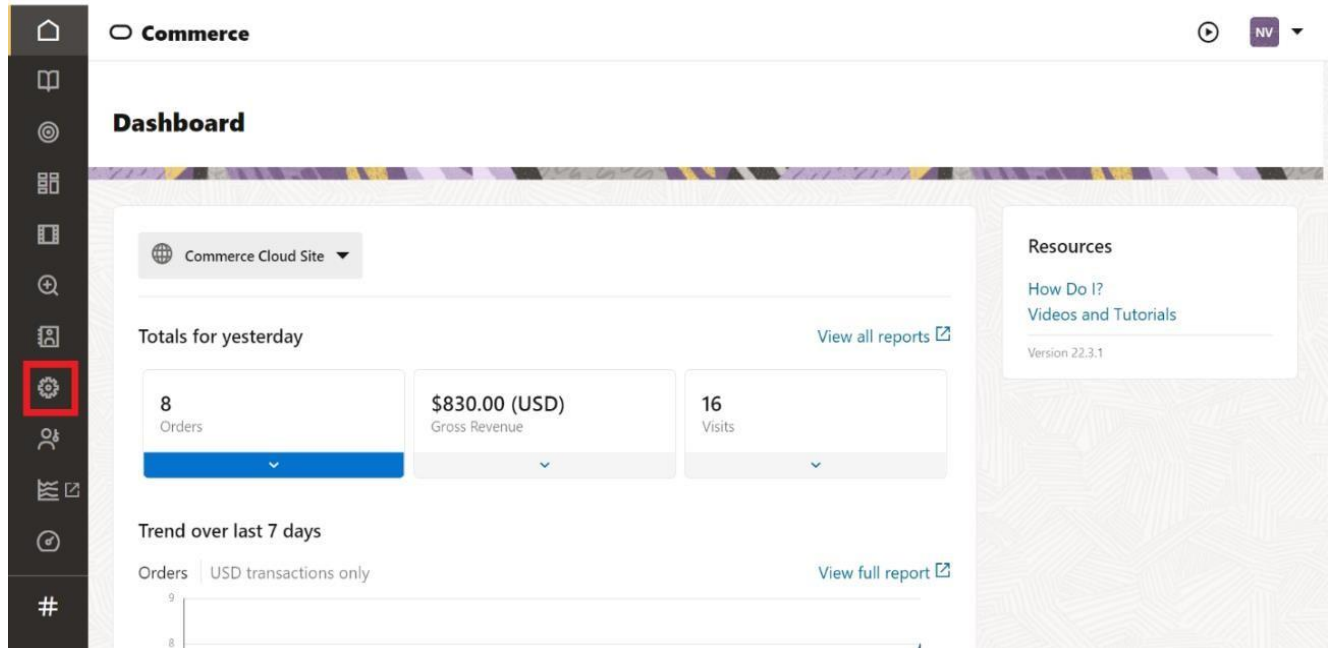 Commerce
NV
Dashboard
Commerce Cloud Site
Resources
How Do I?
Videos and Tutorials
Version 22.3.1
Totals for yesterday
View all reports
8
Orders
$830.00 (USD)
Gross Revenue
16
Visits
Trend over last 7 days
Orders USD transactions only
View full report
9
8
#